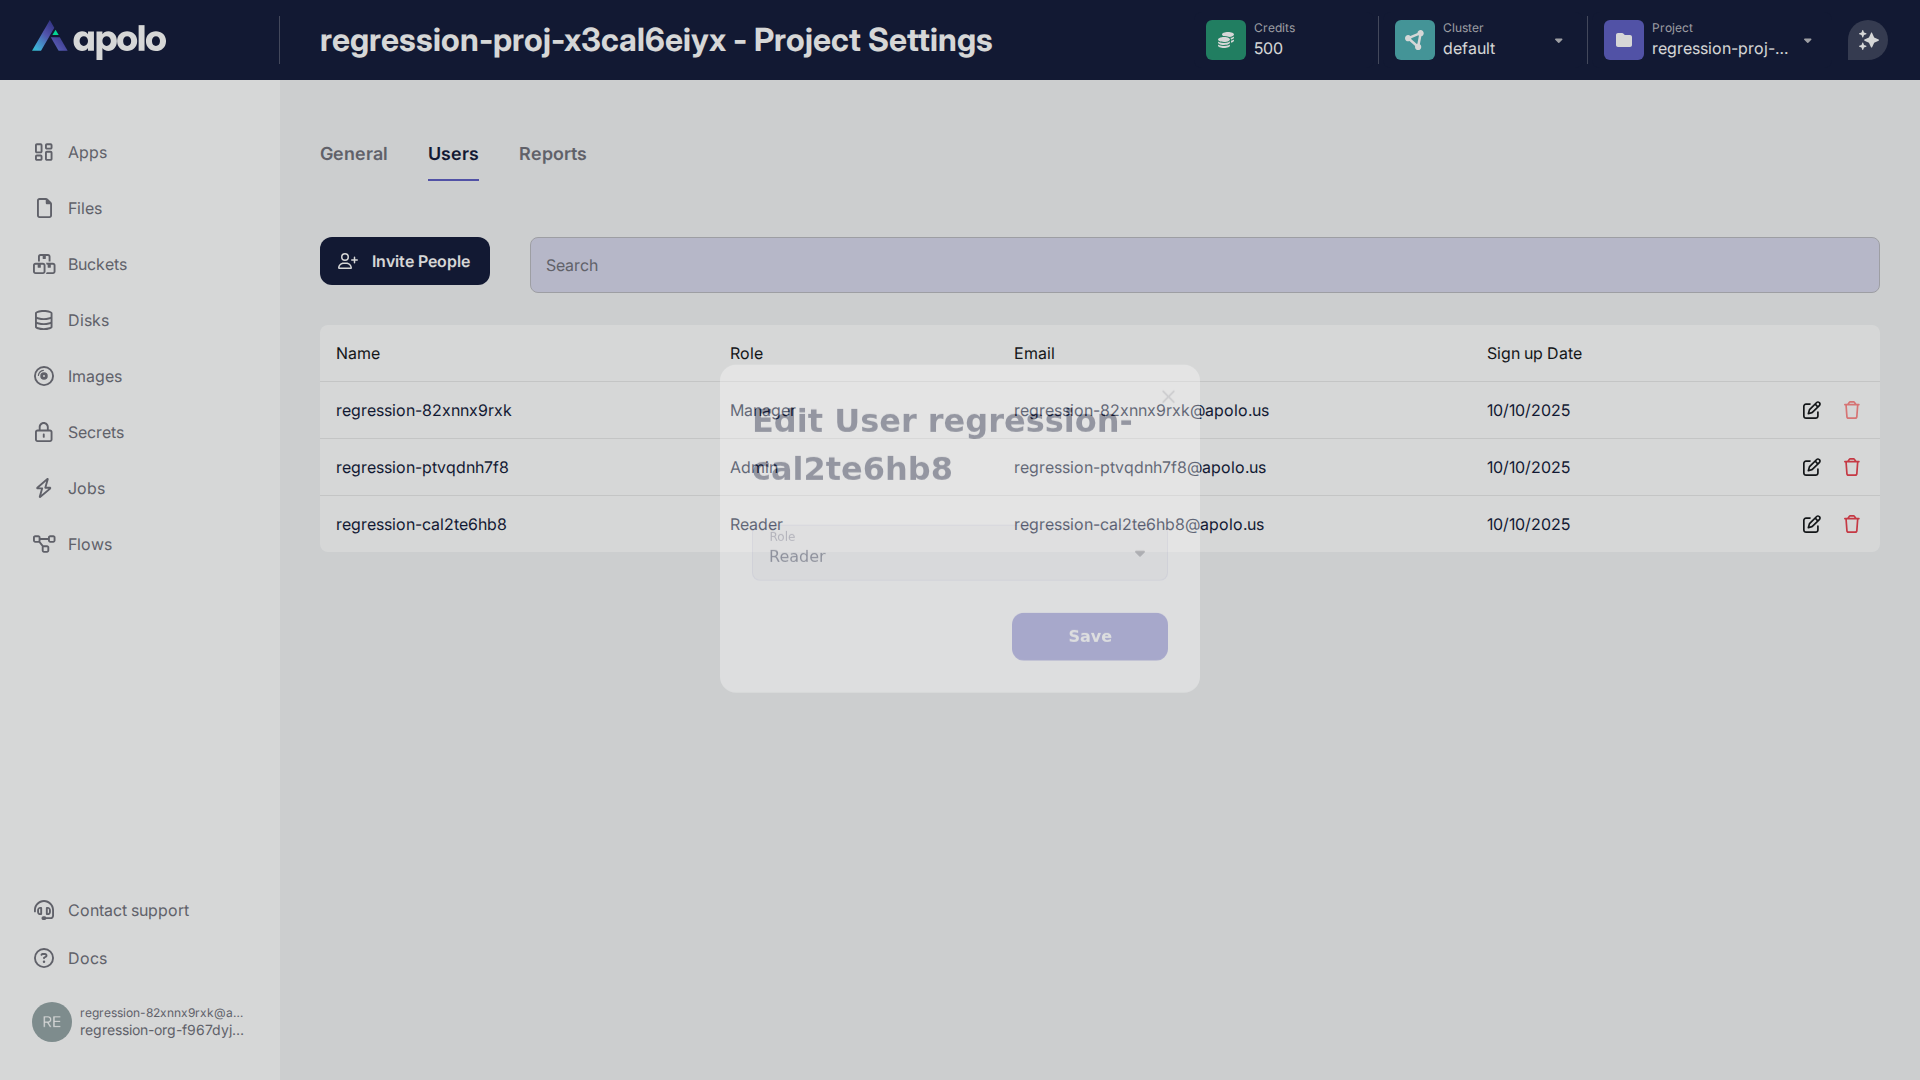 apolo
regression-proj-x3cal6eiyx - Project Settings
Credits
500
Cluster
default
Project
regression-proj-...
Apps
Files
Buckets
Disks
Images
Secrets
Jobs
Flows
General Users Reports
Invite People
Search
Name Role Email Sign up Date
regression-82xnnx9rxk Manager regression-82xnnx9rxk@apolo.us 10/10/2025
regression-ptvqdnh7f8 Admin regression-ptvqdnh7f8@apolo.us 10/10/2025
regression-cal2te6hb8 Reader regression-cal2te6hb8@apolo.us 10/10/2025
Edit User regression-
cal2te6hb8
Role
Reader
Save
Contact support
Docs
RE
regression-82xnnx9rxk@a...
regression-org-f967dyj...